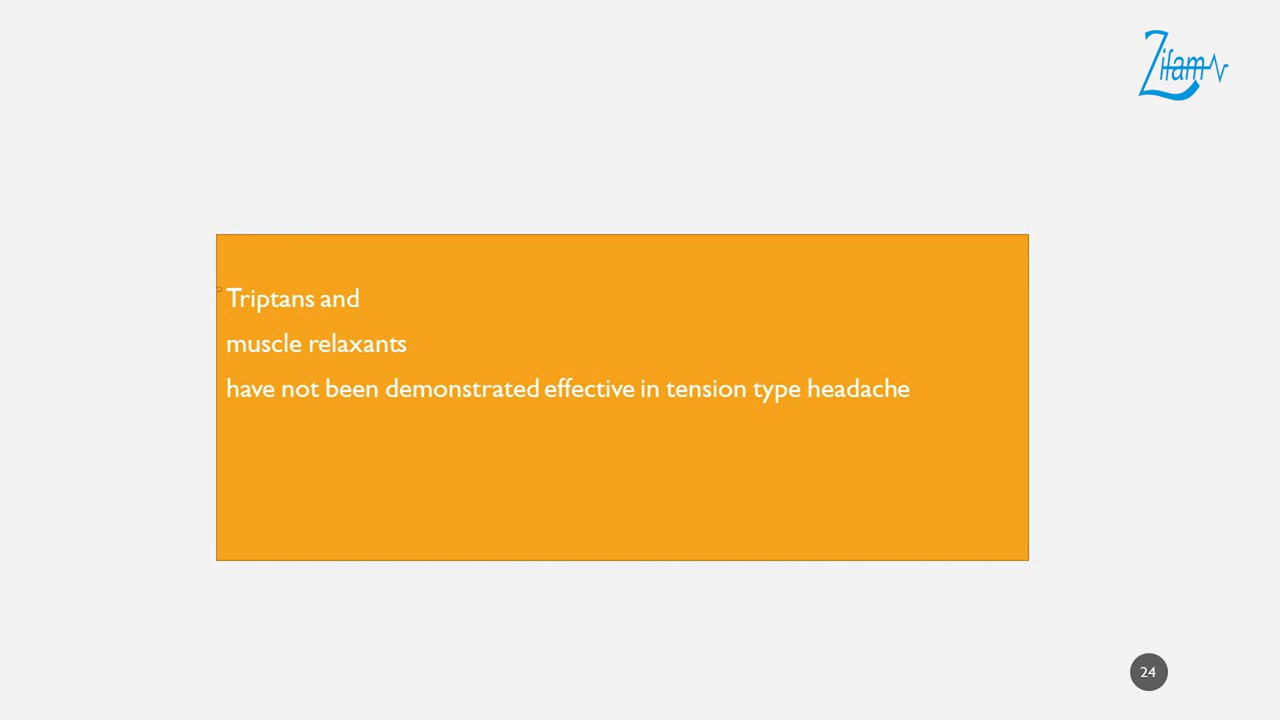 Zifam
Triptans and
muscle relaxants
have not been demonstrated effective in tension type headache
24